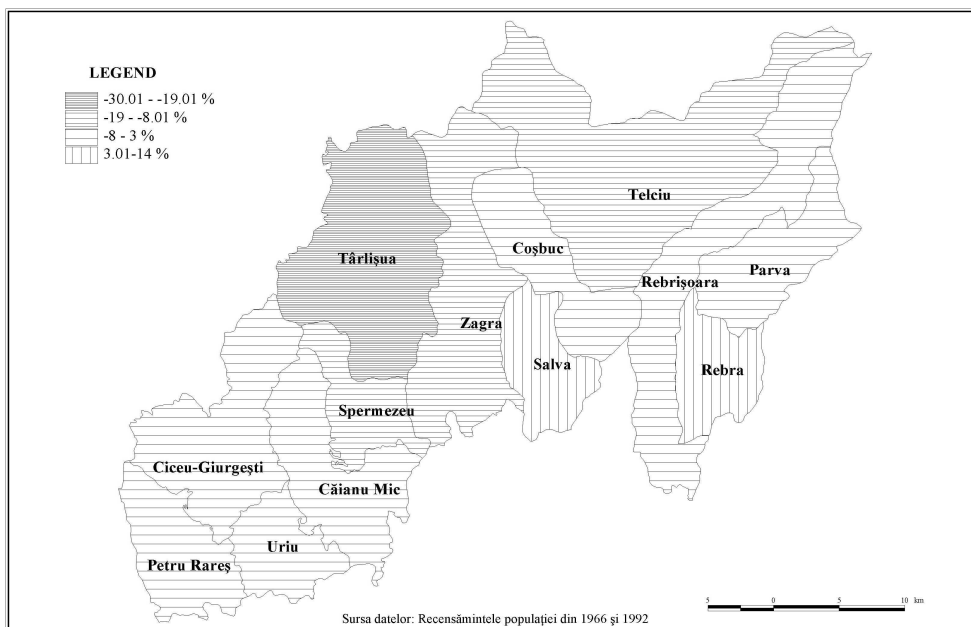 LEGEND
-30.01 - -19.01 %
-19 - -8.01 %
-8 - 3 %
3.01-14 %
Telciu
Târlişua
Coşbuc
Parva
Rebrişoara
Zagra
Salva
Rebra
Spermezeu
Ciceu-Giurgeşti
Căianu Mic
Uriu
Petru Rareş
5 0 5 10 km
Sursa datelor: Recensămintele populaţiei din 1966 şi 1992